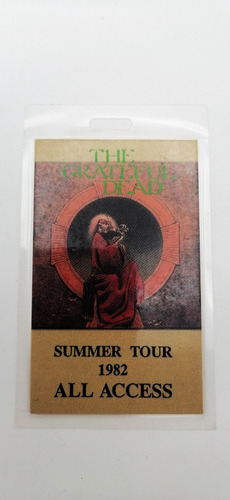 THE
GRATEFUL
DEAD
SUMMER TOUR
1982
ALL ACCESS